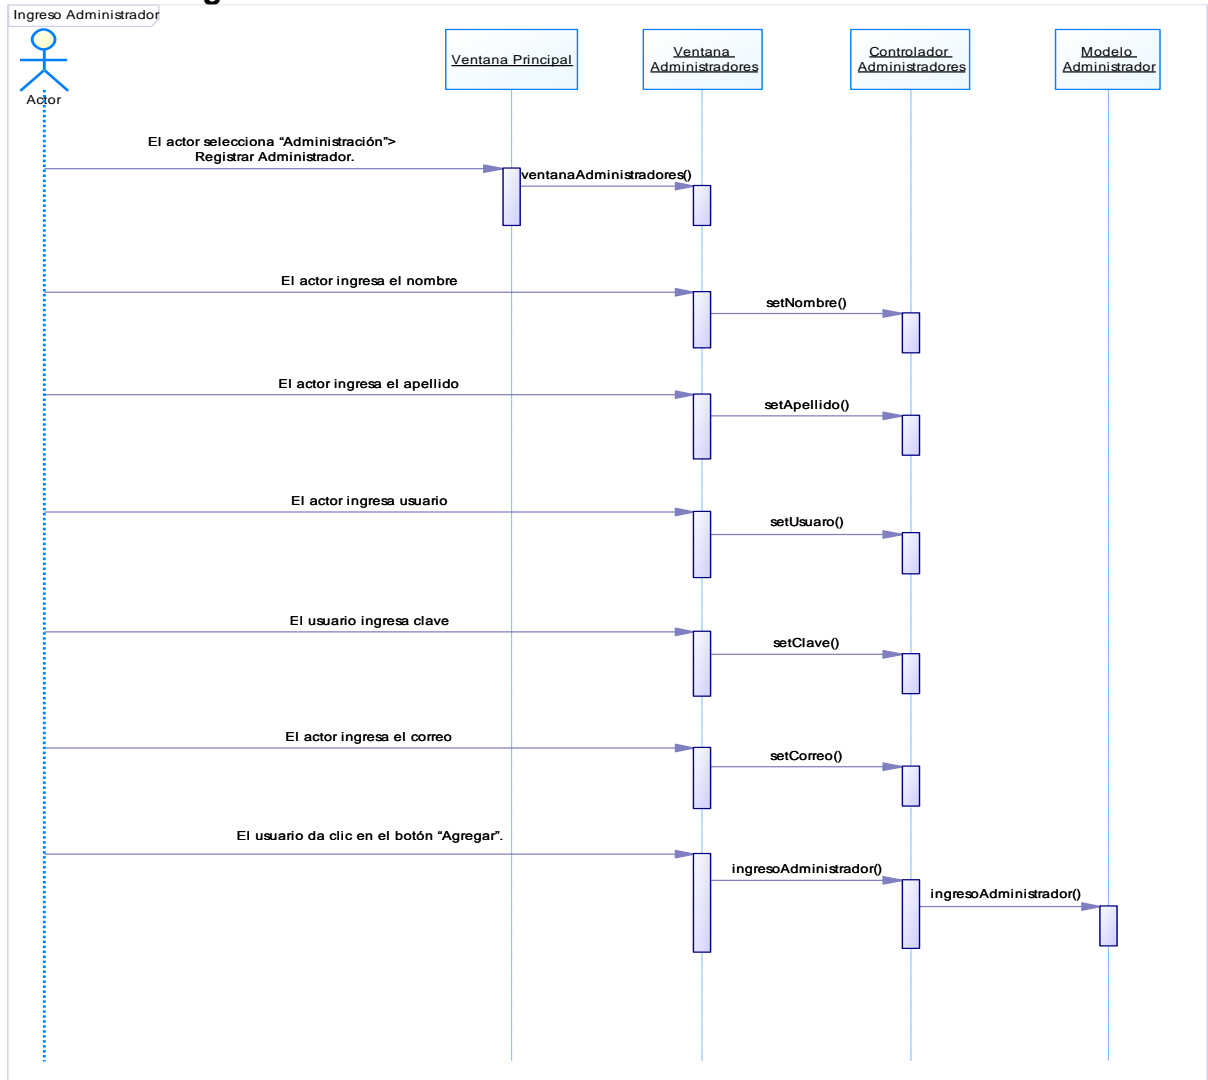 Ingreso Administrador
Actor
Ventana Principal
Ventana
Administradores
Controlador
Administradores
Modelo
Administrador
El actor selecciona “Administración”>
Registrar Administrador.
ventanaAdministradores()
El actor ingresa el nombre
setNombre()
El actor ingresa el apellido
setApellido()
El actor ingresa usuario
setUsuaro()
El usuario ingresa clave
setClave()
El actor ingresa el correo
setCorreo()
El usuario da clic en el botón “Agregar”.
ingresoAdministrador()
ingresoAdministrador()